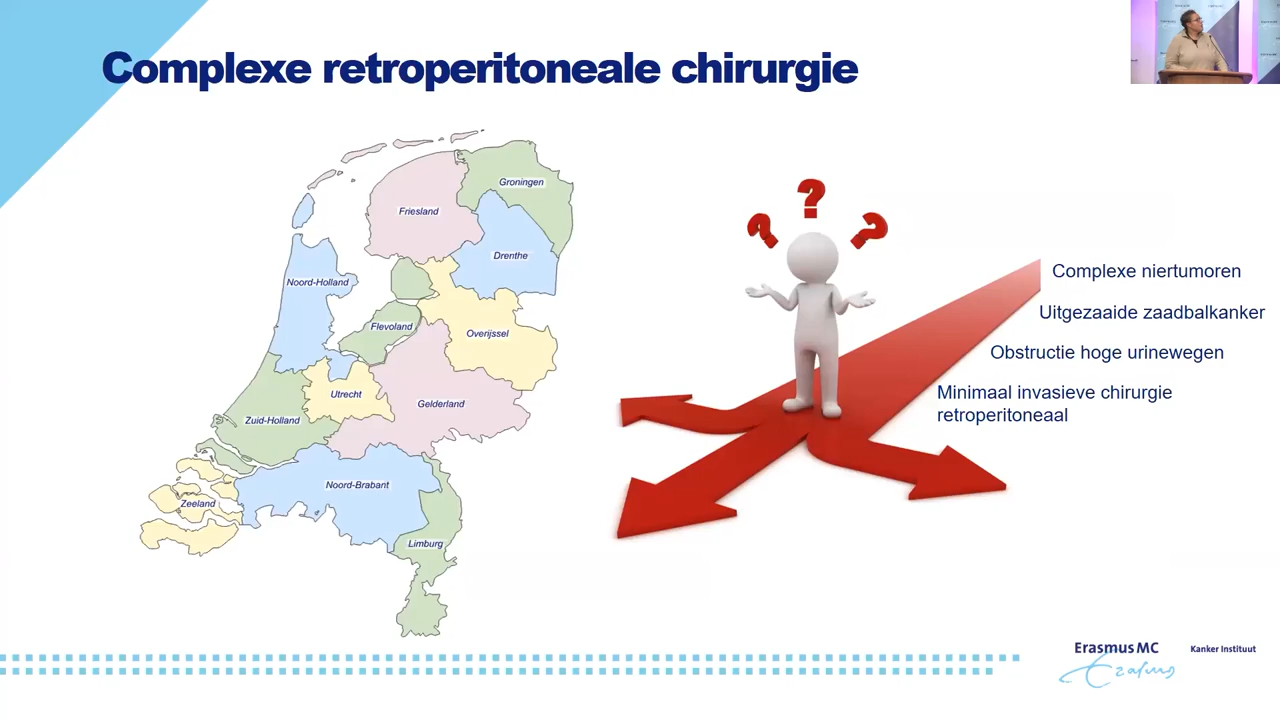 Complexe retroperitoneale chirurgie
Groningen
Friesland
Drenthe
Noord-Holland
Flevoland
Overijssel
Utrecht
Gelderland
Zuid-Holland
Noord-Brabant
Zeeland
Limburg
? ? ?
Complexe niertumoren
Uitgezaaide zaadbalkanker
Obstructie hoge urinewegen
Minimaal invasieve chirurgie
retroperitoneaal
Erasmus MC
Erasmus
Kanker Instituut